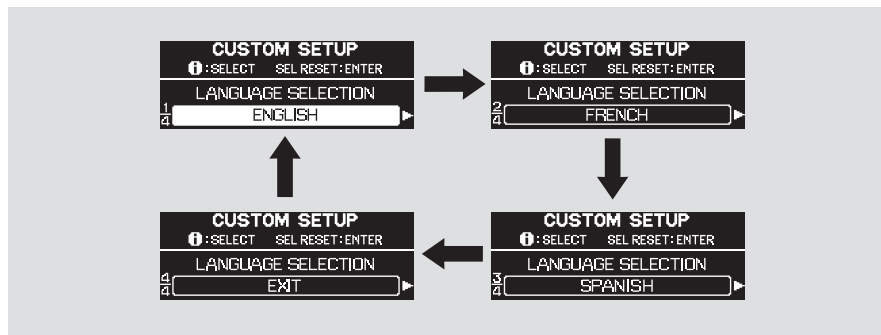 CUSTOM SETUP
i:SELECT SEL RESET:ENTER
LANGUAGE SELECTION
1/4 ENGLISH
CUSTOM SETUP
i:SELECT SEL RESET:ENTER
LANGUAGE SELECTION
2/4 FRENCH
CUSTOM SETUP
i:SELECT SEL RESET:ENTER
LANGUAGE SELECTION
4/4 EXIT
CUSTOM SETUP
i:SELECT SEL RESET:ENTER
LANGUAGE SELECTION
3/4 SPANISH